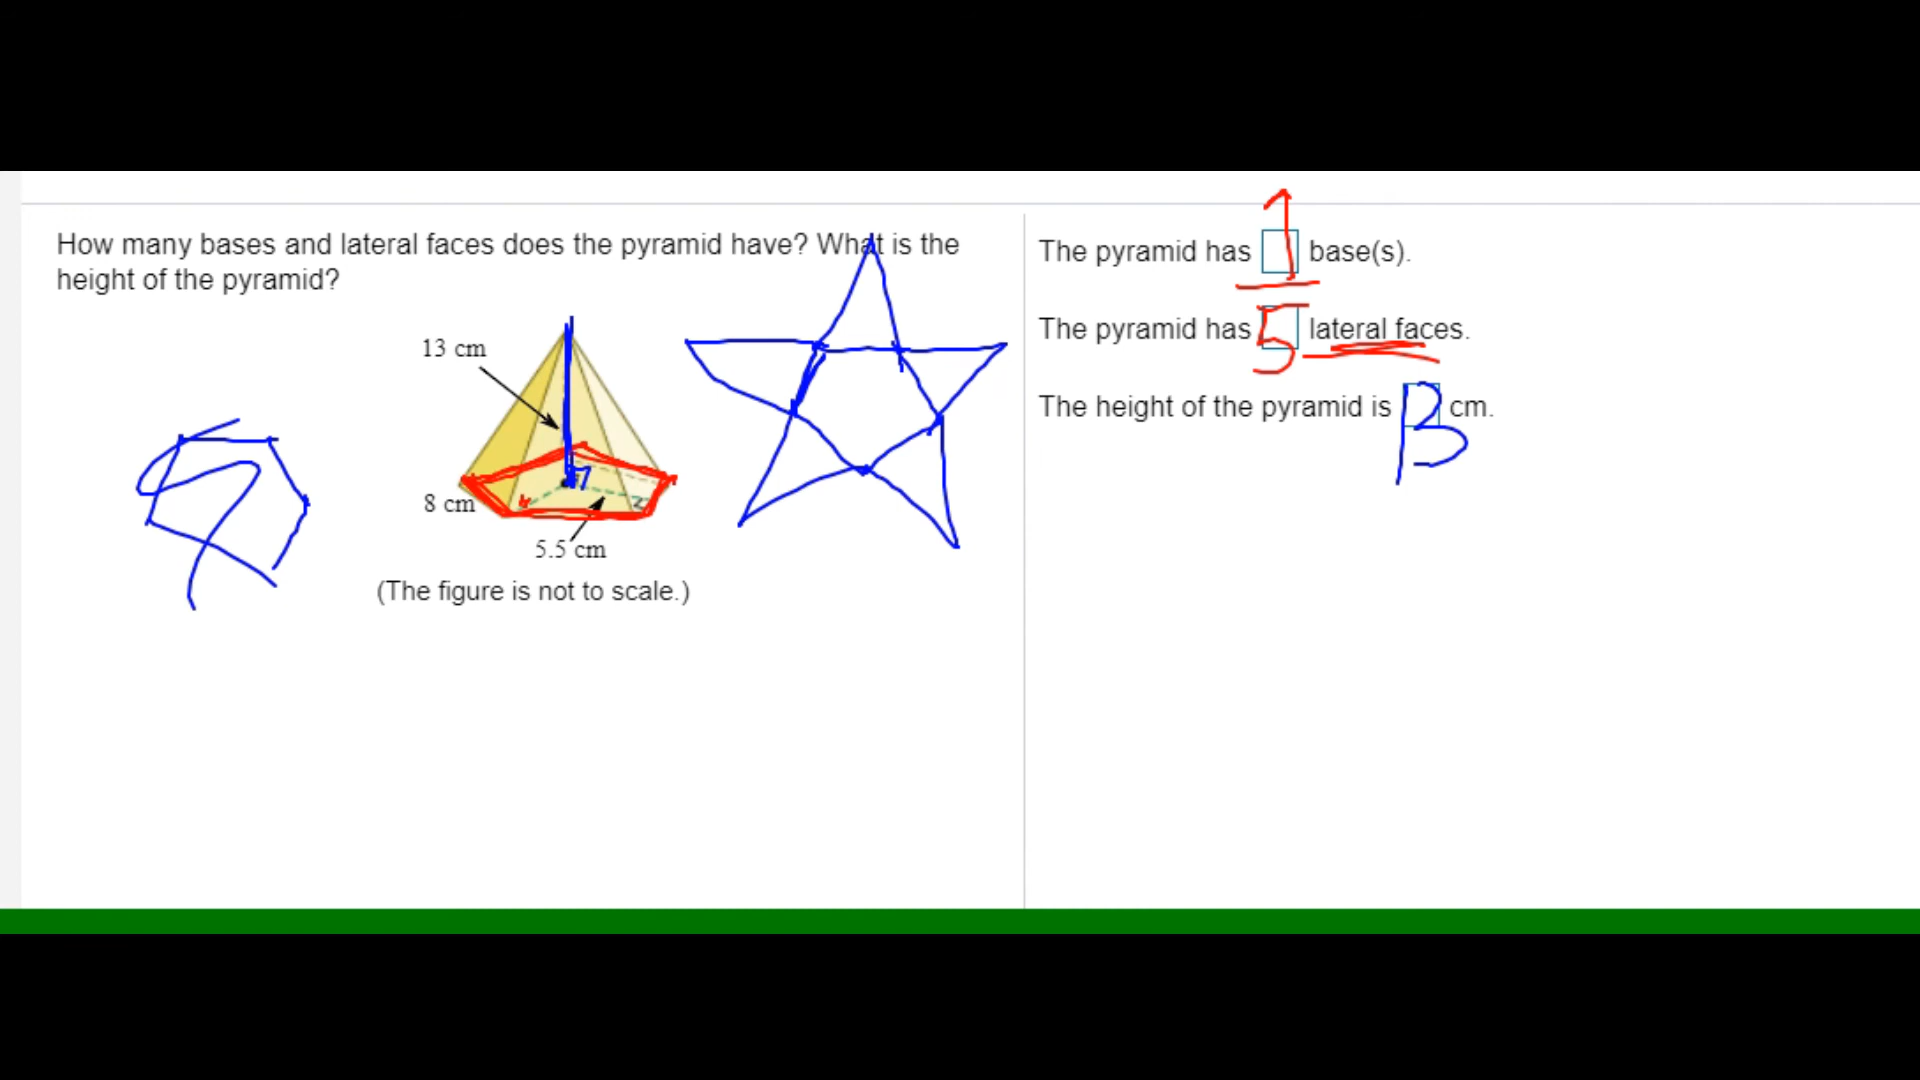 How many bases and lateral faces does the pyramid have? What is the
height of the pyramid?
13 cm
8 cm
5.5 cm
(The figure is not to scale.)
The pyramid has 1 base(s).
The pyramid has 5 lateral faces.
The height of the pyramid is 13 cm.